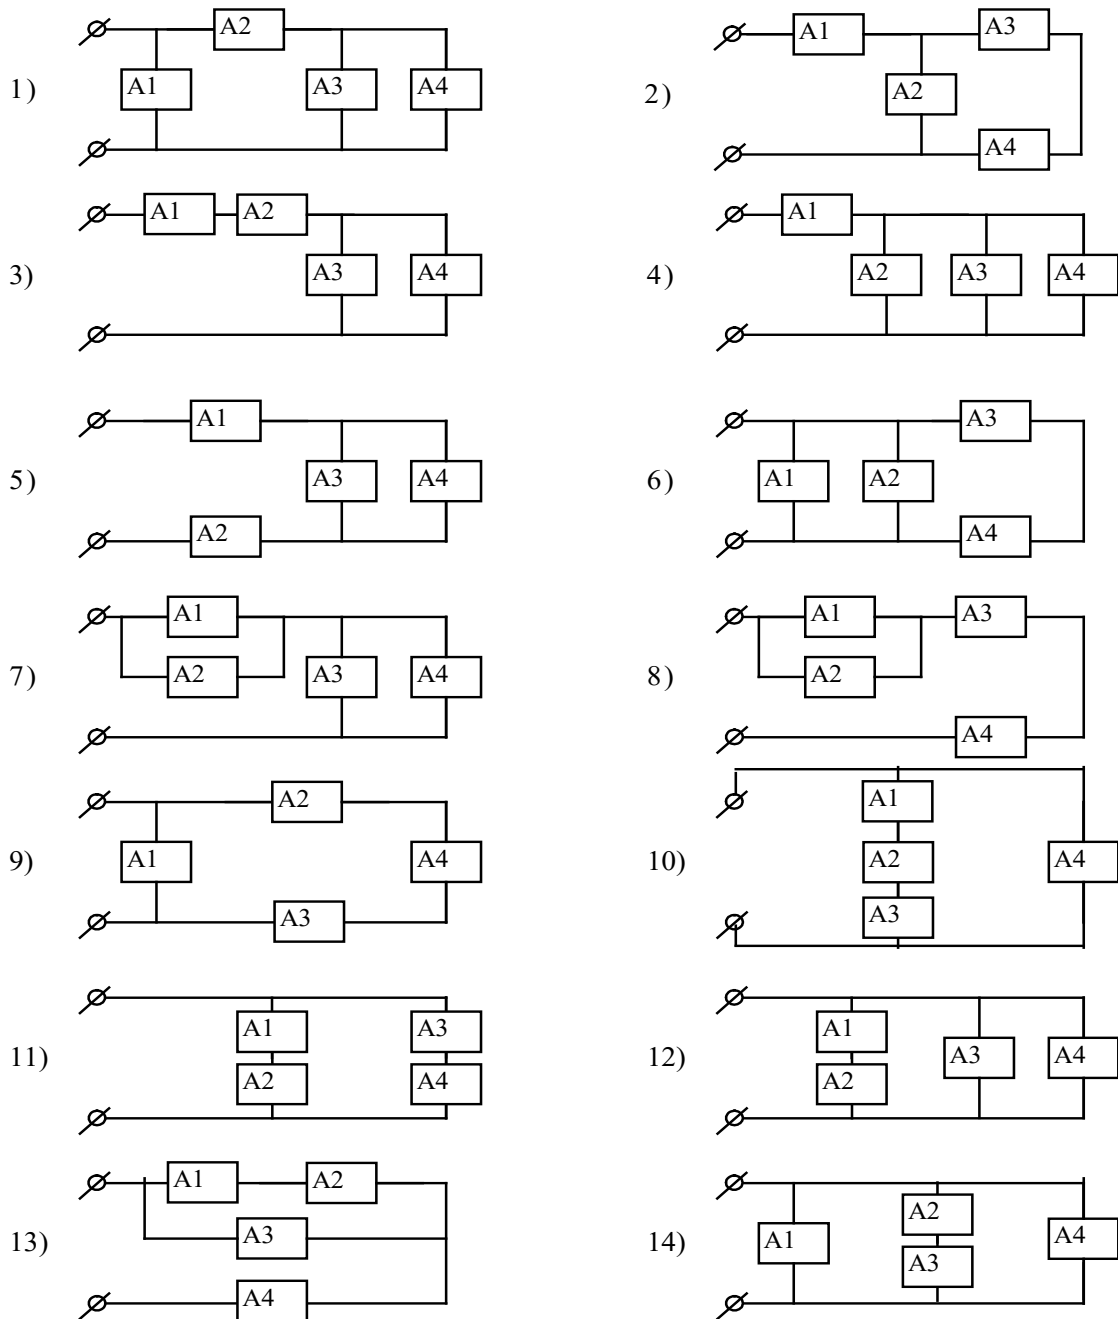 1) A1 A2 A3 A4
2) A1 A2 A3 A4
3) A1 A2 A3 A4
4) A1 A2 A3 A4
5) A1 A2 A3 A4
6) A1 A2 A3 A4
7) A1 A2 A3 A4
8) A1 A2 A3 A4
9) A1 A2 A3 A4
10) A1 A2 A3 A4
11) A1 A2 A3 A4
12) A1 A2 A3 A4
13) A1 A2 A3 A4
14) A1 A2 A3 A4